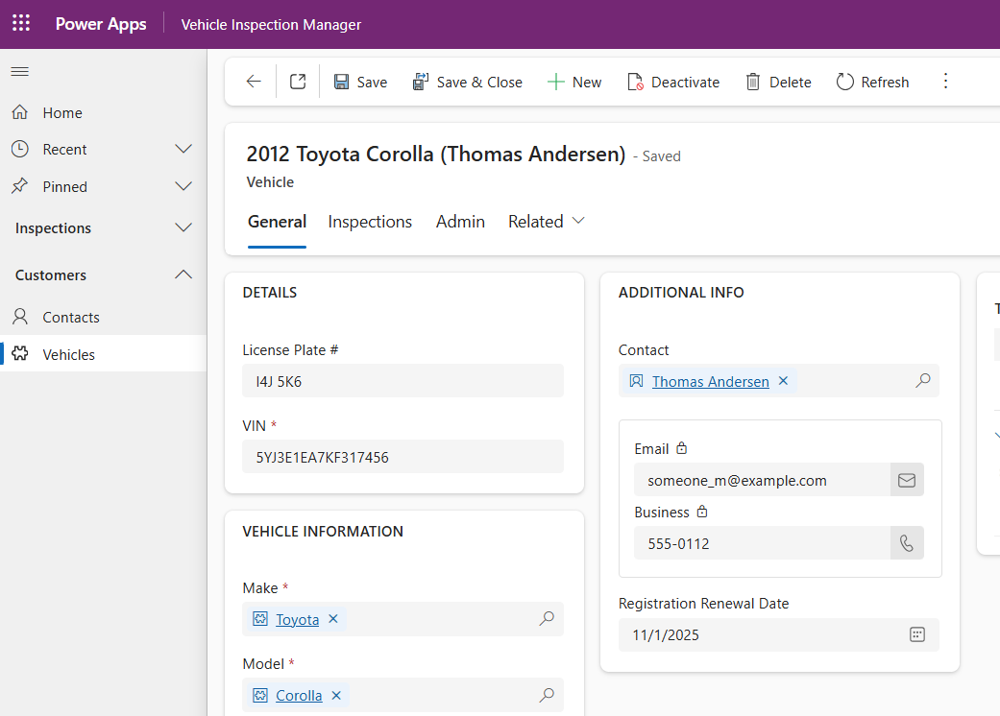 Power Apps Vehicle Inspection Manager
Save Save & Close New Deactivate Delete Refresh
Home
Recent
Pinned
Inspections
Customers
Contacts
Vehicles
2012 Toyota Corolla (Thomas Andersen) - Saved
Vehicle
General Inspections Admin Related
DETAILS
License Plate #
I4J 5K6
VIN *
5YJ3E1EA7KF317456
VEHICLE INFORMATION
Make *
Toyota
Model *
Corolla
ADDITIONAL INFO
Contact
Thomas Andersen
Email
someone_m@example.com
Business
555-0112
Registration Renewal Date
11/1/2025